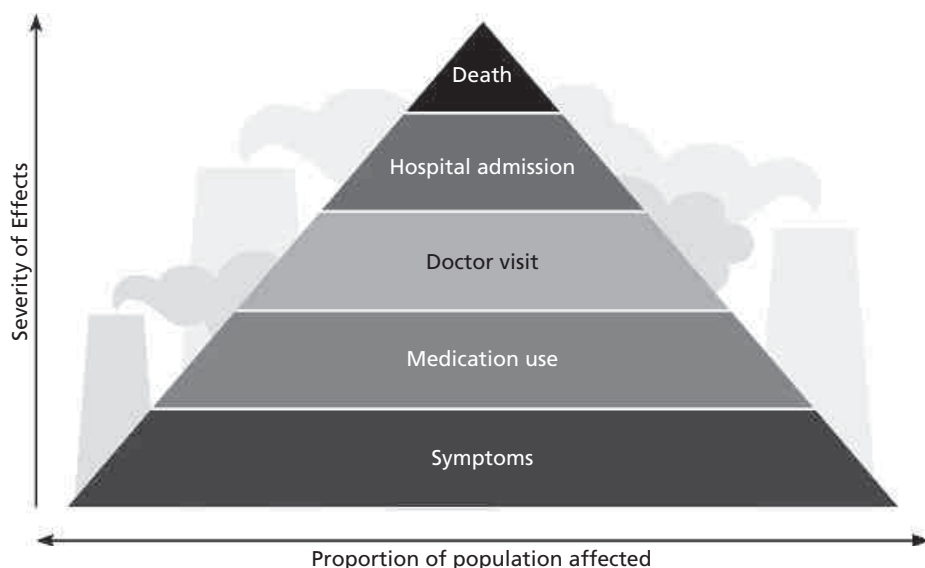 Death
Hospital admission
Doctor visit
Medication use
Symptoms
Severity of Effects
Proportion of population affected